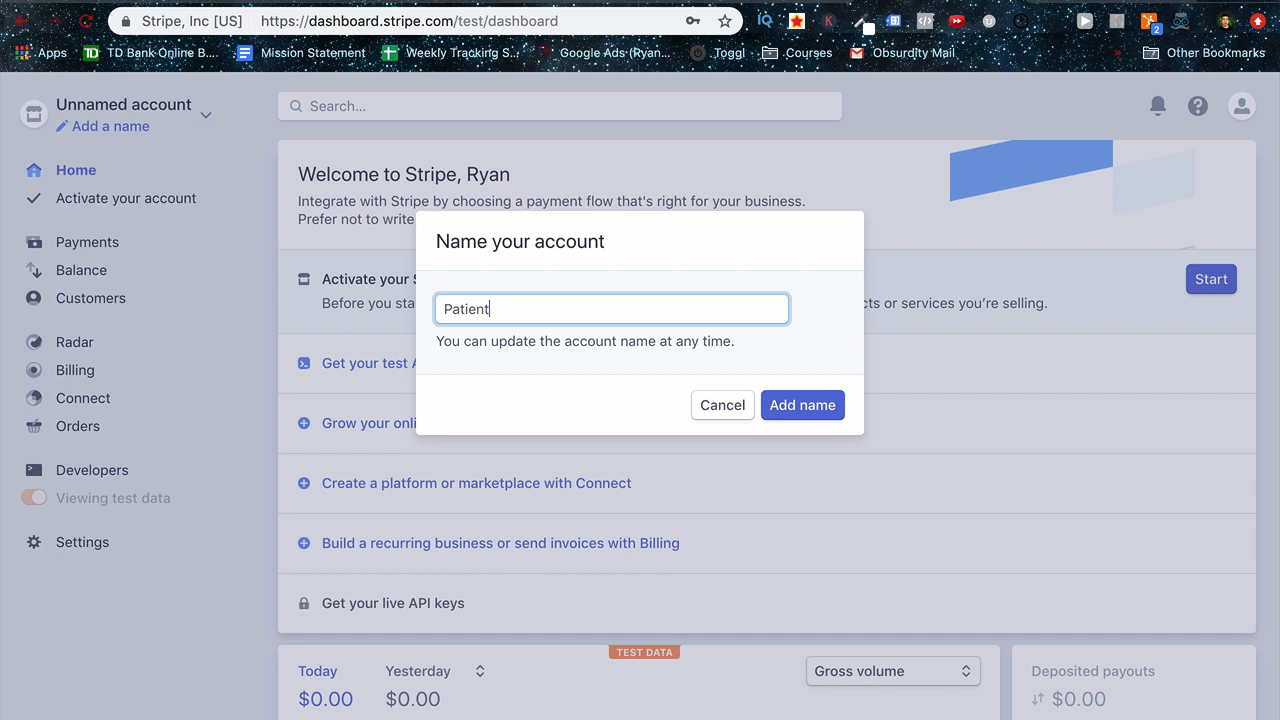 Stripe, Inc [US] https://dashboard.stripe.com/test/dashboard
2
Apps TD Bank Online B... Mission Statement Weekly Tracking S... Google Ads (Ryan... Toggl Courses Obsurdity Mail » Other Bookmarks
Unnamed account
Add a name
Search...
Home
Activate your account
Payments
Balance
Customers
Radar
Billing
Connect
Orders
Developers
Viewing test data
Settings
Welcome to Stripe, Ryan
Integrate with Stripe by choosing a payment flow that's right for your business.
Prefer not to write
Name your account
Patient
You can update the account name at any time.
Cancel Add name
Activate your S
Start
Before you sta
cts or services you’re selling.
Get your test A
Grow your onli
Create a platform or marketplace with Connect
Build a recurring business or send invoices with Billing
Get your live API keys
TEST DATA
Today Yesterday Gross volume Deposited payouts
$0.00 $0.00 $0.00